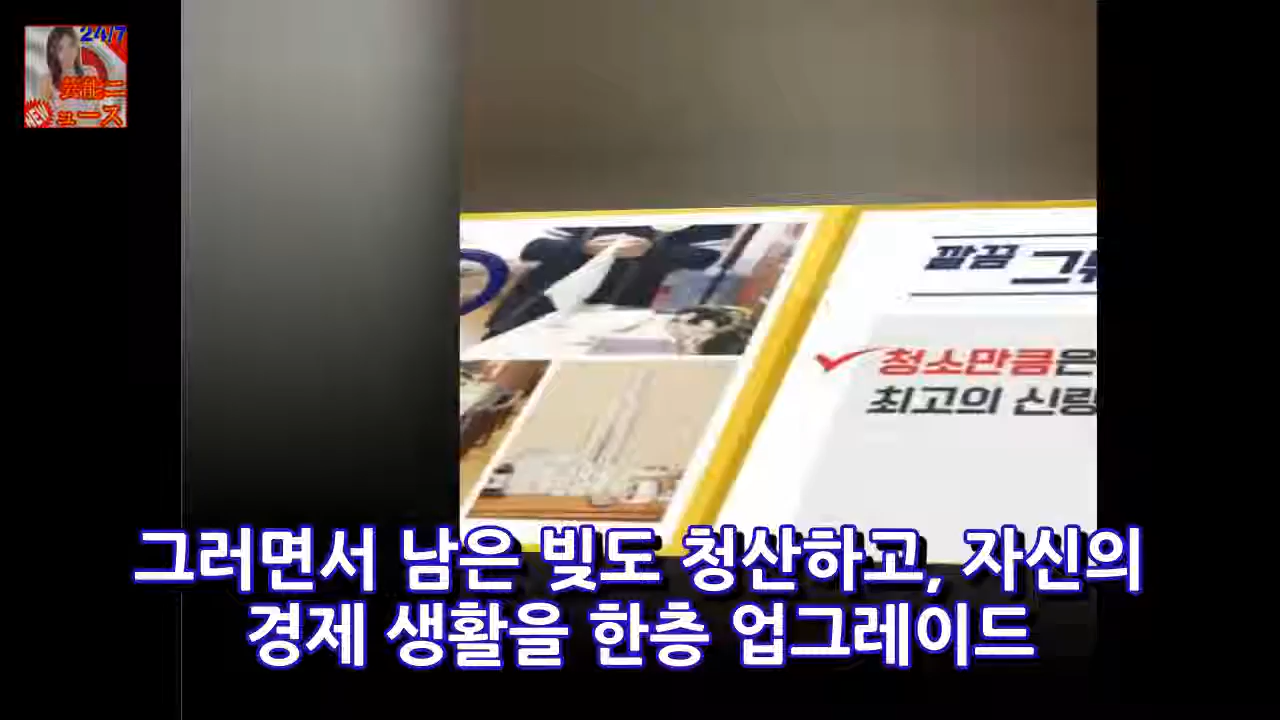 24/7
芸能ニ
ュース
NEW
깔끔
청소만큼은
최고의
그러면서 남은 빚도 청산하고, 자신의
경제 생활을 한층 업그레이드